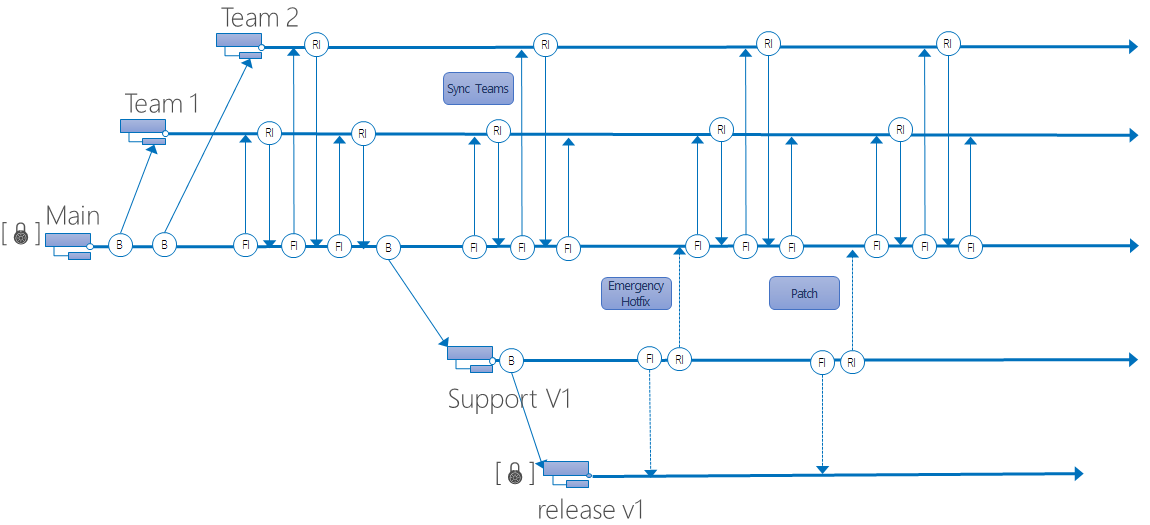 Team 2
RI RI RI RI
Sync Teams
Team 1
RI RI RI RI RI
Main
[ ]
B B FI FI FI B FI FI FI FI FI FI FI FI FI
Emergency
Hotfix
Patch
B FI RI FI RI
Support V1
[ ]
release v1